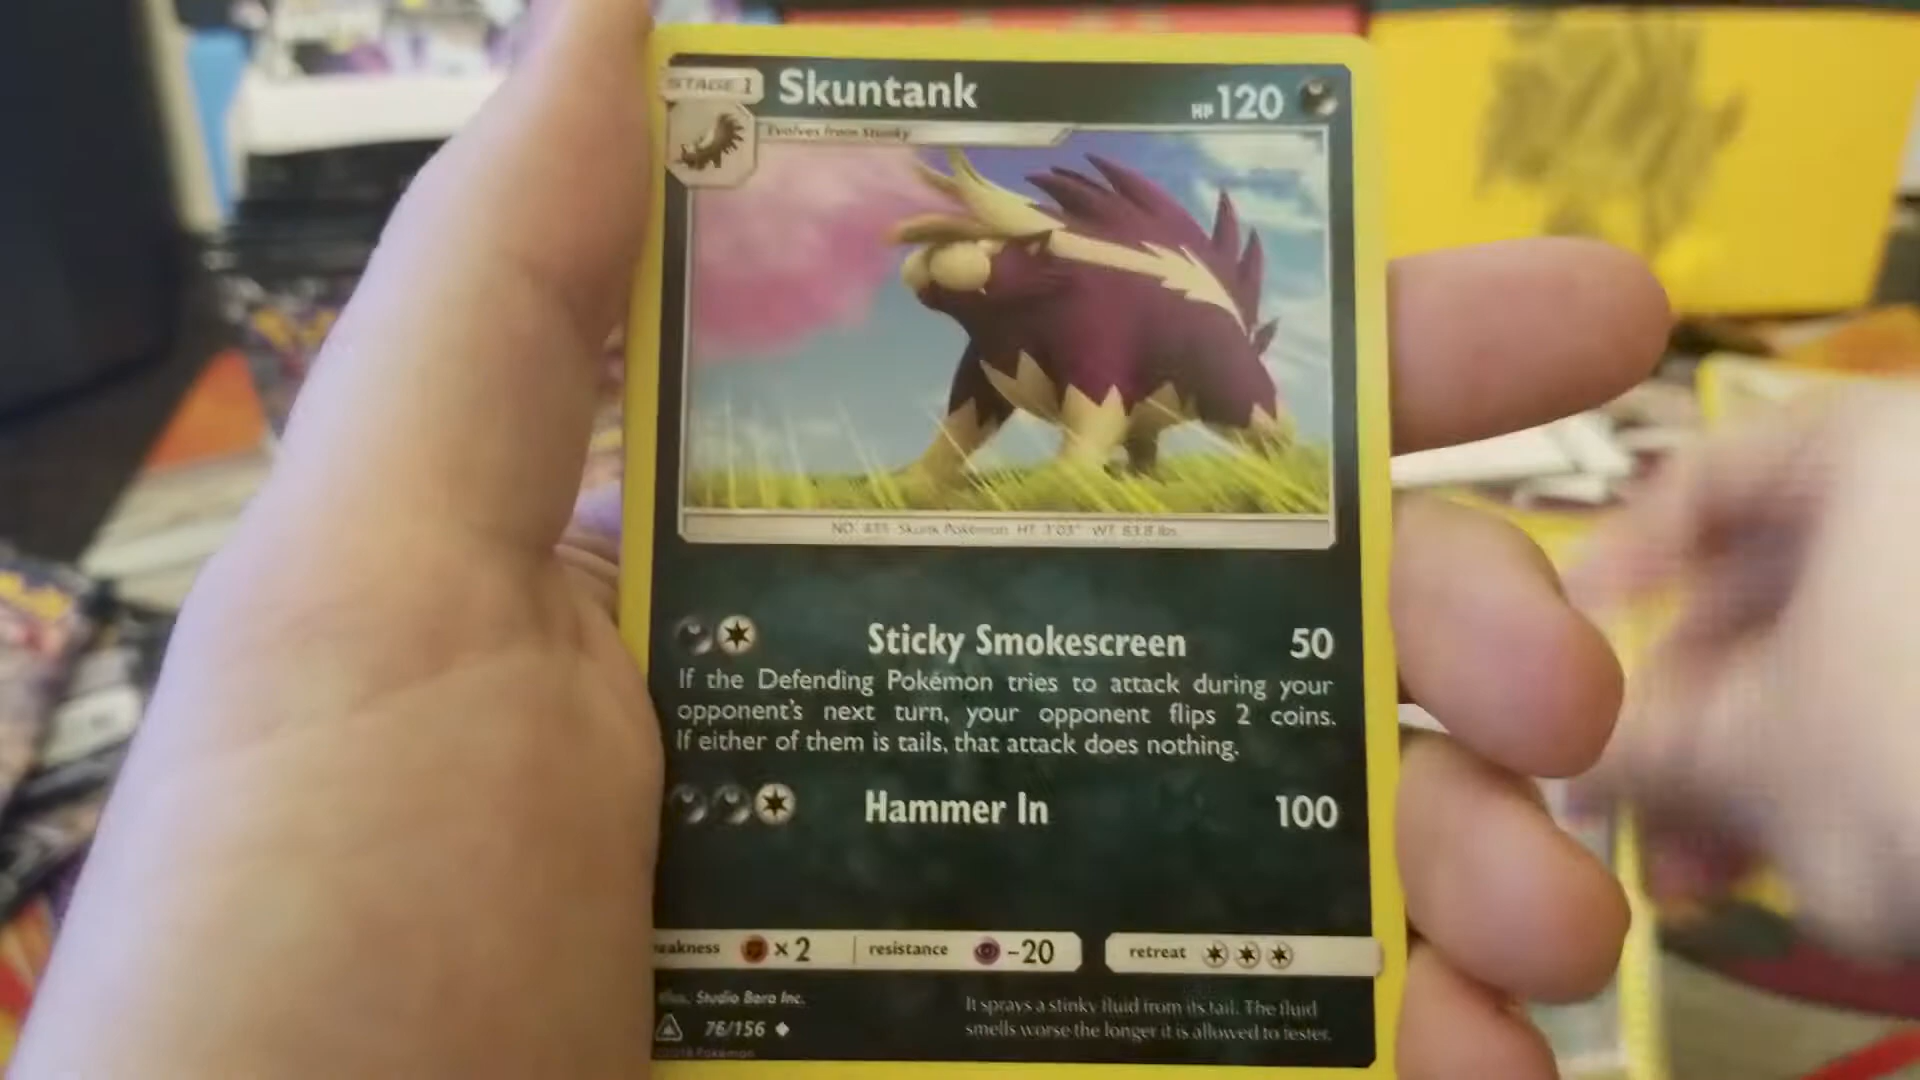 STAGE 1
Skuntank
HP 120
Evolves from Stunky
NO. 435 Skunk Pokémon HT 3'03" WT 83.8 lbs.
Sticky Smokescreen 50
If the Defending Pokémon tries to attack during your
opponent's next turn, your opponent flips 2 coins.
If either of them is tails, that attack does nothing.
Hammer In 100
weakness ×2 resistance -20 retreat
Illus. Studio Bora Inc.
76/156
©2018 Pokémon
It sprays a stinky fluid from its tail. The fluid
smells worse the longer it is allowed to fester.